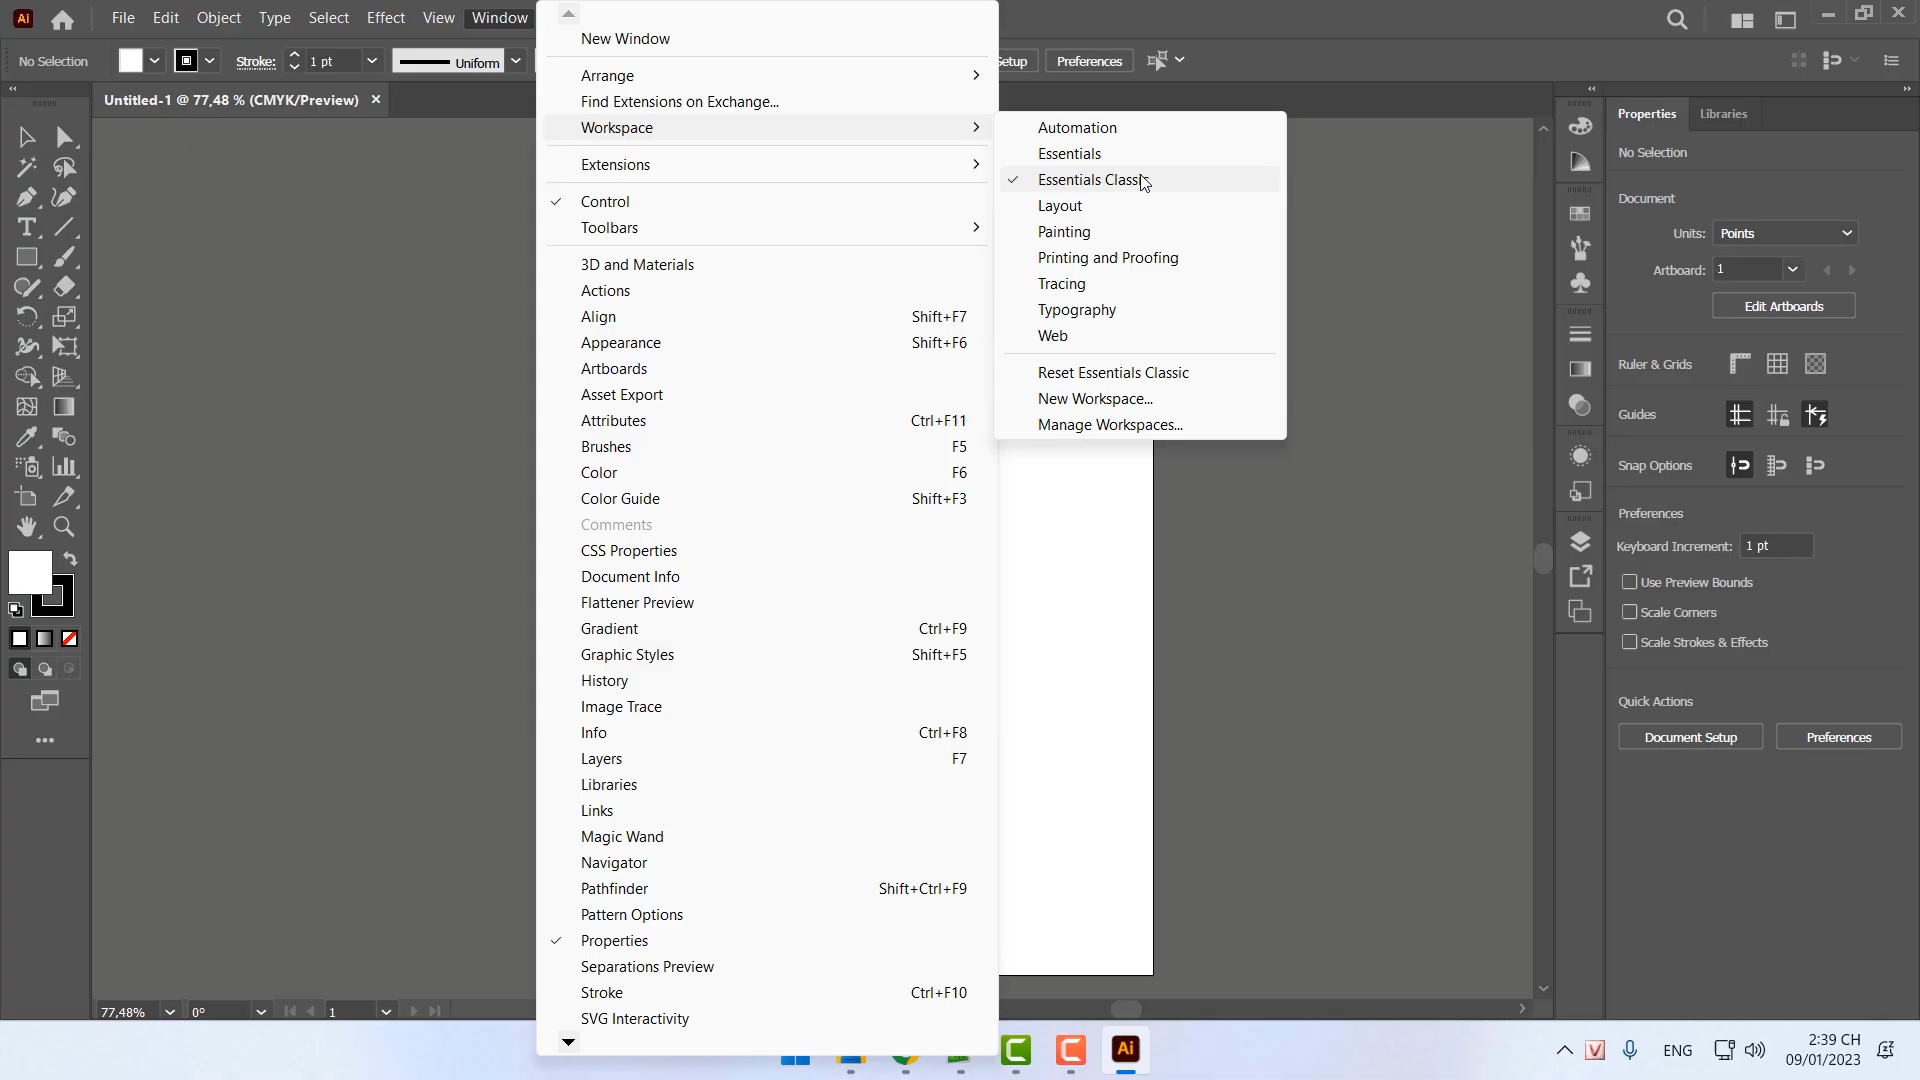 Ai
File Edit Object Type Select Effect View Window
No Selection Stroke: 1 pt Uniform Preferences
Untitled-1 @ 77,48 % (CMYK/Preview)
New Window
Arrange
Find Extensions on Exchange...
Workspace
Extensions
Control
Toolbars
3D and Materials
Actions
Align Shift+F7
Appearance Shift+F6
Artboards
Asset Export
Attributes Ctrl+F11
Brushes F5
Color F6
Color Guide Shift+F3
Comments
CSS Properties
Document Info
Flattener Preview
Gradient Ctrl+F9
Graphic Styles Shift+F5
History
Image Trace
Info Ctrl+F8
Layers F7
Libraries
Links
Magic Wand
Navigator
Pathfinder Shift+Ctrl+F9
Pattern Options
Properties
Separations Preview
Stroke Ctrl+F10
SVG Interactivity
Automation
Essentials
Essentials Classic
Layout
Painting
Printing and Proofing
Tracing
Typography
Web
Reset Essentials Classic
New Workspace...
Manage Workspaces...
Properties Libraries
No Selection
Document
Units: Points
Artboard: 1
Edit Artboards
Ruler & Grids
Guides
Snap Options
Preferences
Keyboard Increment: 1 pt
Use Preview Bounds
Scale Corners
Scale Strokes & Effects
Quick Actions
Document Setup Preferences
77,48% 0° 1
Ai
V
ENG
2:39 CH
09/01/2023